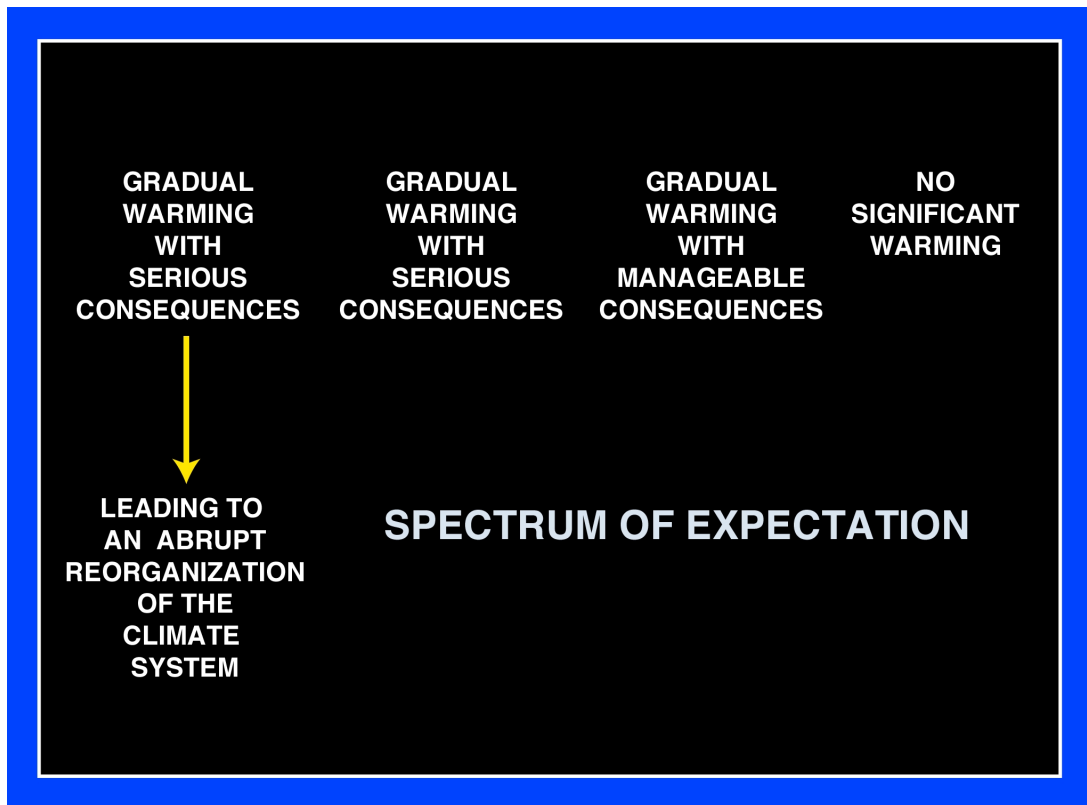 GRADUAL
WARMING
WITH
SERIOUS
CONSEQUENCES
GRADUAL
WARMING
WITH
SERIOUS
CONSEQUENCES
GRADUAL
WARMING
WITH
MANAGEABLE
CONSEQUENCES
NO
SIGNIFICANT
WARMING
LEADING TO
AN ABRUPT
REORGANIZATION
OF THE
CLIMATE
SYSTEM
SPECTRUM OF EXPECTATION